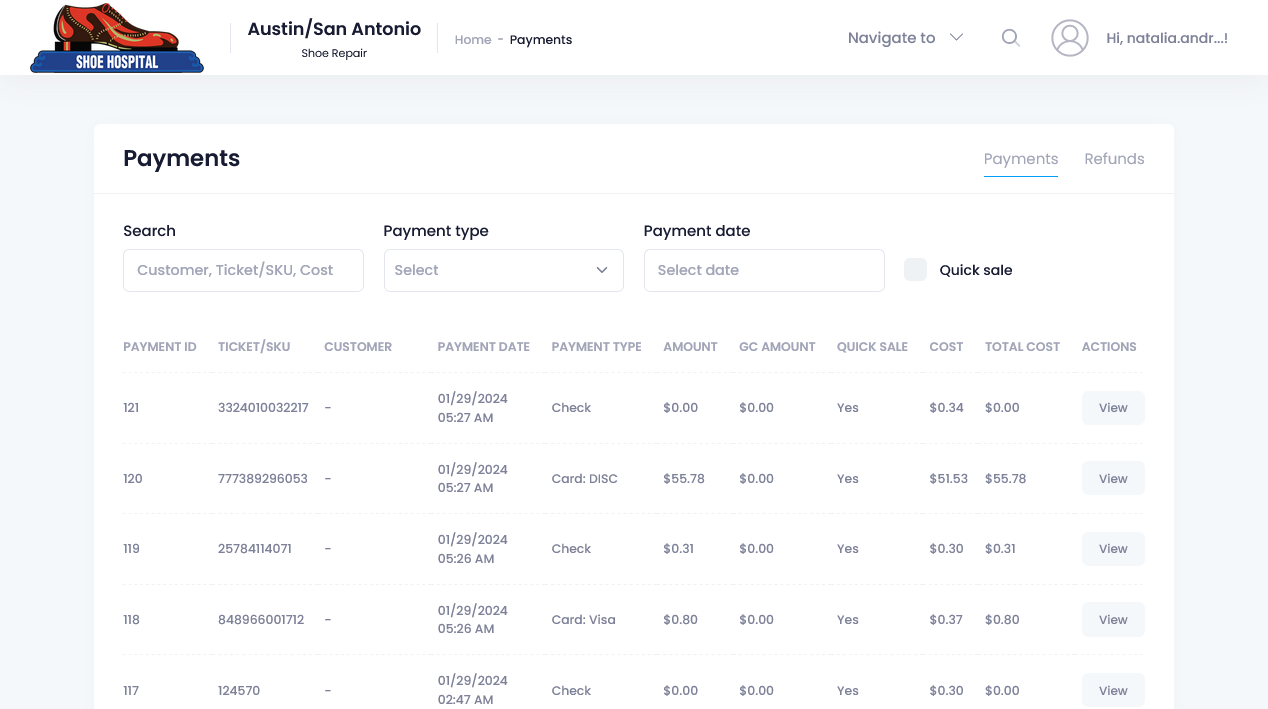 SHOE HOSPITAL
Austin/San Antonio
Shoe Repair
Home - Payments
Navigate to
Hi, natalia.andr...!
Payments
Payments Refunds
Search Payment type Payment date
Customer, Ticket/SKU, Cost Select Select date Quick sale
PAYMENT ID TICKET/SKU CUSTOMER PAYMENT DATE PAYMENT TYPE AMOUNT GC AMOUNT QUICK SALE COST TOTAL COST ACTIONS
121 3324010032217 - 01/29/2024 05:27 AM Check $0.00 $0.00 Yes $0.34 $0.00 View
120 777389296053 - 01/29/2024 05:27 AM Card: DISC $55.78 $0.00 Yes $51.53 $55.78 View
119 25784114071 - 01/29/2024 05:26 AM Check $0.31 $0.00 Yes $0.30 $0.31 View
118 848966001712 - 01/29/2024 05:26 AM Card: Visa $0.80 $0.00 Yes $0.37 $0.80 View
117 124570 - 01/29/2024 02:47 AM Check $0.00 $0.00 Yes $0.30 $0.00 View